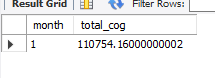 Result Grid Filter Rows:
month total_cog
1 110754.16000000002